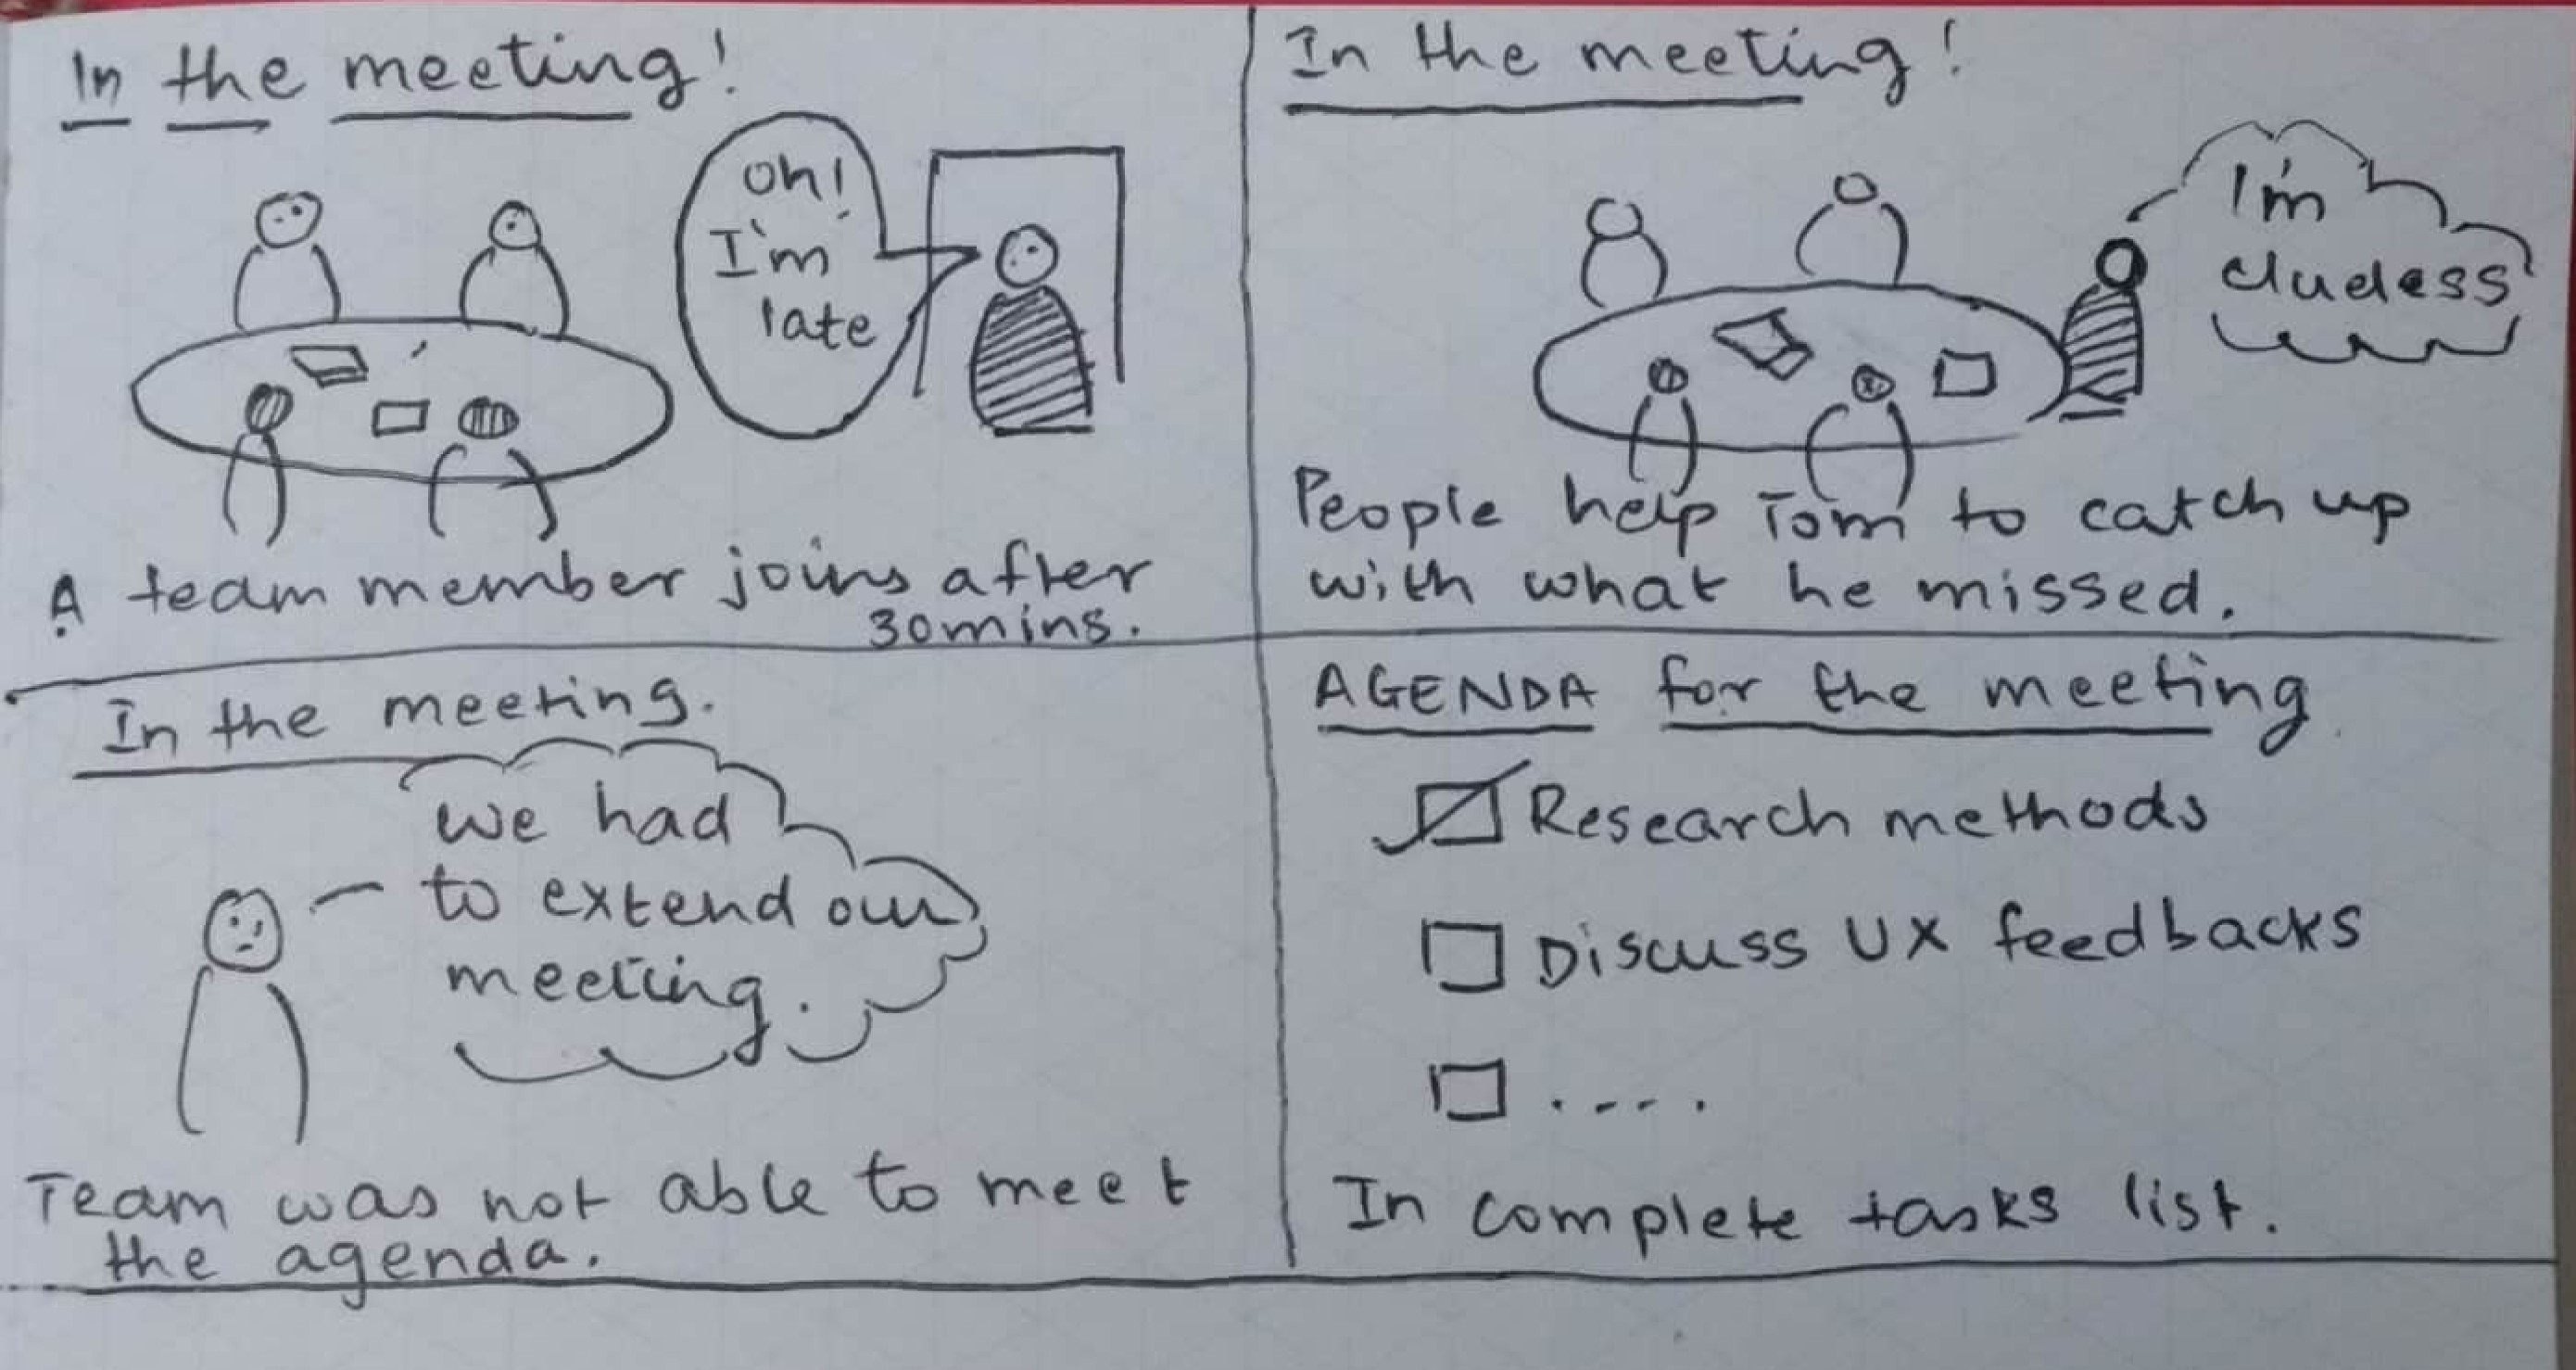 In the meeting!
oh!
I'm
late
A team member joins after
30mins.
In the meeting!
I'm
clueless
People help Tom to catch up
with what he missed.
In the meeting.
we had
to extend our
meeting.
Team was not able to meet
the agenda.
AGENDA for the meeting
Research methods
Discuss UX feedbacks
.--.
In complete tasks list.